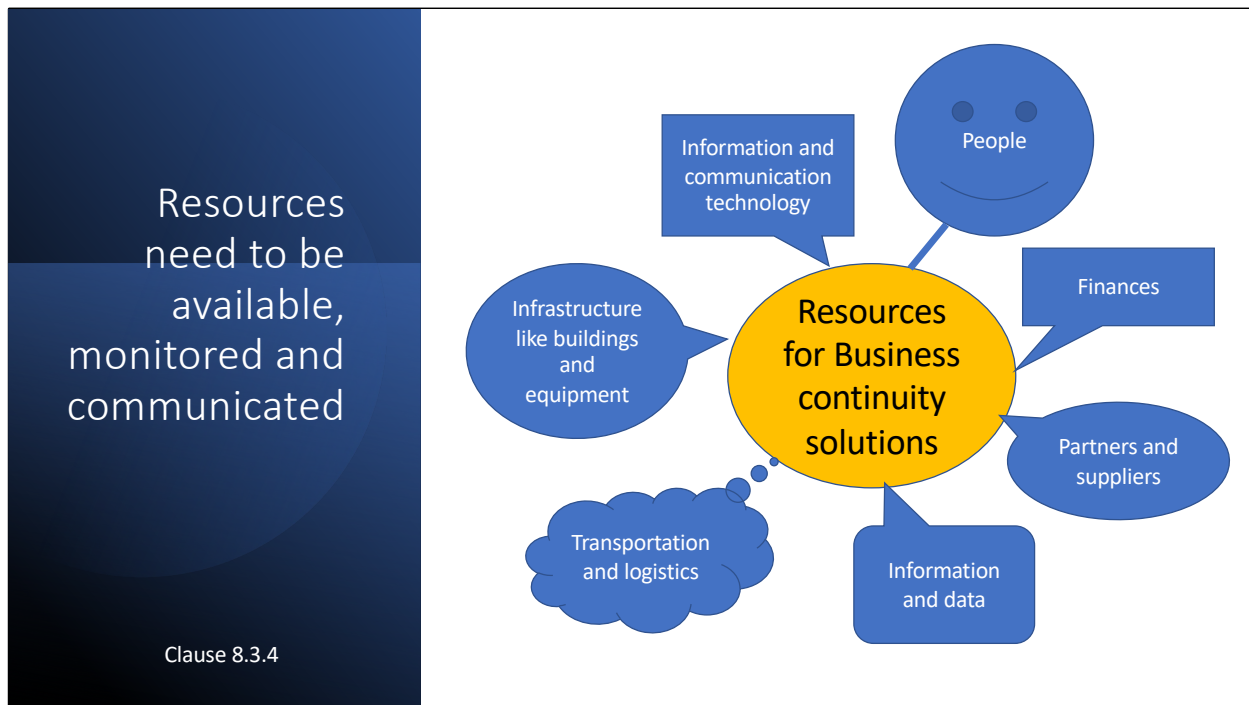 Resources
need to be
available,
monitored and
communicated
Clause 8.3.4
People
Information and
communication
technology
Finances
Infrastructure
like buildings
and
equipment
Resources
for Business
continuity
solutions
Partners and
suppliers
Transportation
and logistics
Information
and data